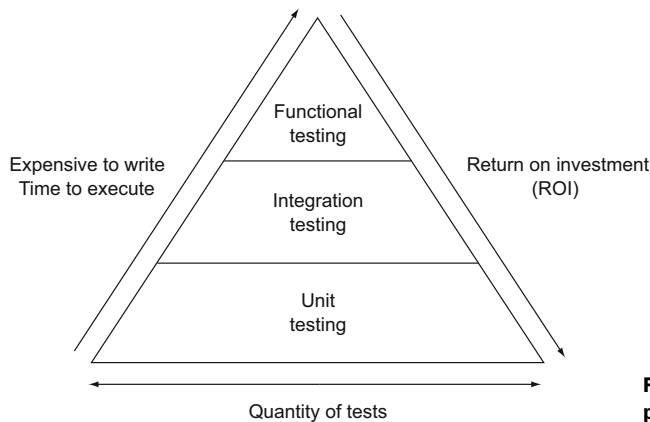 Functional
testing
Expensive to write
Time to execute
Return on investment
(ROI)
Integration
testing
Unit
testing
Quantity of tests